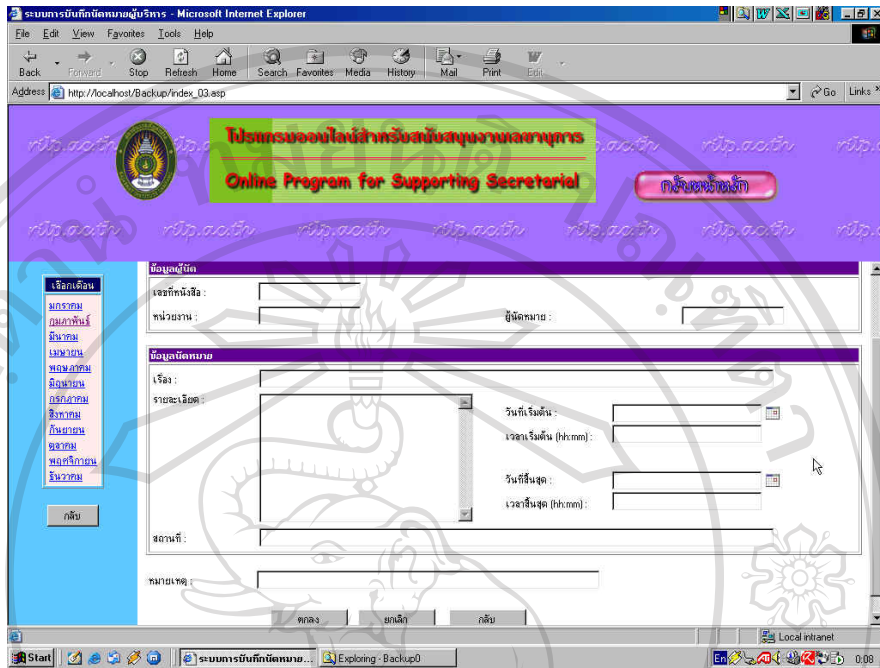 ระบบการบันทึกนัดหมายผู้บริหาร - Microsoft Internet Explorer
File Edit View Favorites Tools Help
Back Forward Stop Refresh Home Search Favorites Media History Mail Print Edit
Address http://localhost/Backup/index_03.asp Go Links
โปรแกรมออนไลน์สำหรับสนับสนุนงานเลขานุการ
Online Program for Supporting Secretarial
กลับหน้าหลัก
เลือกเดือน
มกราคม
กุมภาพันธ์
มีนาคม
เมษายน
พฤษภาคม
มิถุนายน
กรกฎาคม
สิงหาคม
กันยายน
ตุลาคม
พฤศจิกายน
ธันวาคม
กลับ
ข้อมูลผู้นัด
เลขที่หนังสือ :
หน่วยงาน : ผู้นัดหมาย :
ข้อมูลนัดหมาย
เรื่อง :
รายละเอียด :
วันที่เริ่มต้น :
เวลาเริ่มต้น (hh:mm) :
วันที่สิ้นสุด :
เวลาสิ้นสุด (hh:mm) :
สถานที่ :
หมายเหตุ :
ตกลง ยกเลิก กลับ
Local intranet
Start ระบบการบันทึกนัดหมาย... Exploring - Backup0 En 0:08